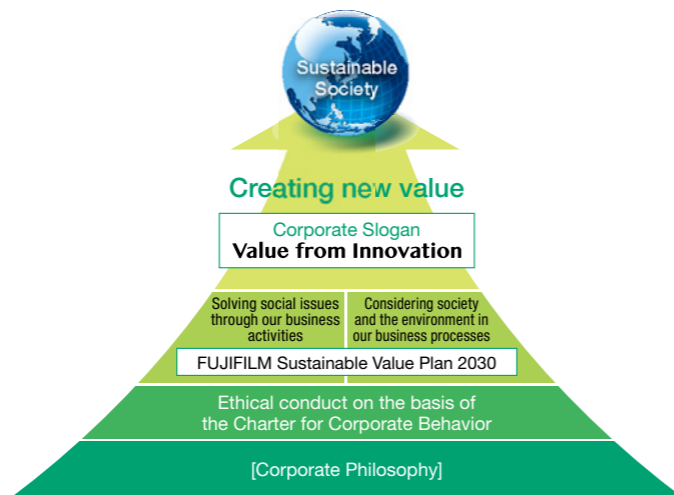 Sustainable
Society
Creating new value
Corporate Slogan
Value from Innovation
Solving social issues
through our business
activities
Considering society
and the environment in
our business processes
FUJIFILM Sustainable Value Plan 2030
Ethical conduct on the basis of
the Charter for Corporate Behavior
[Corporate Philosophy]